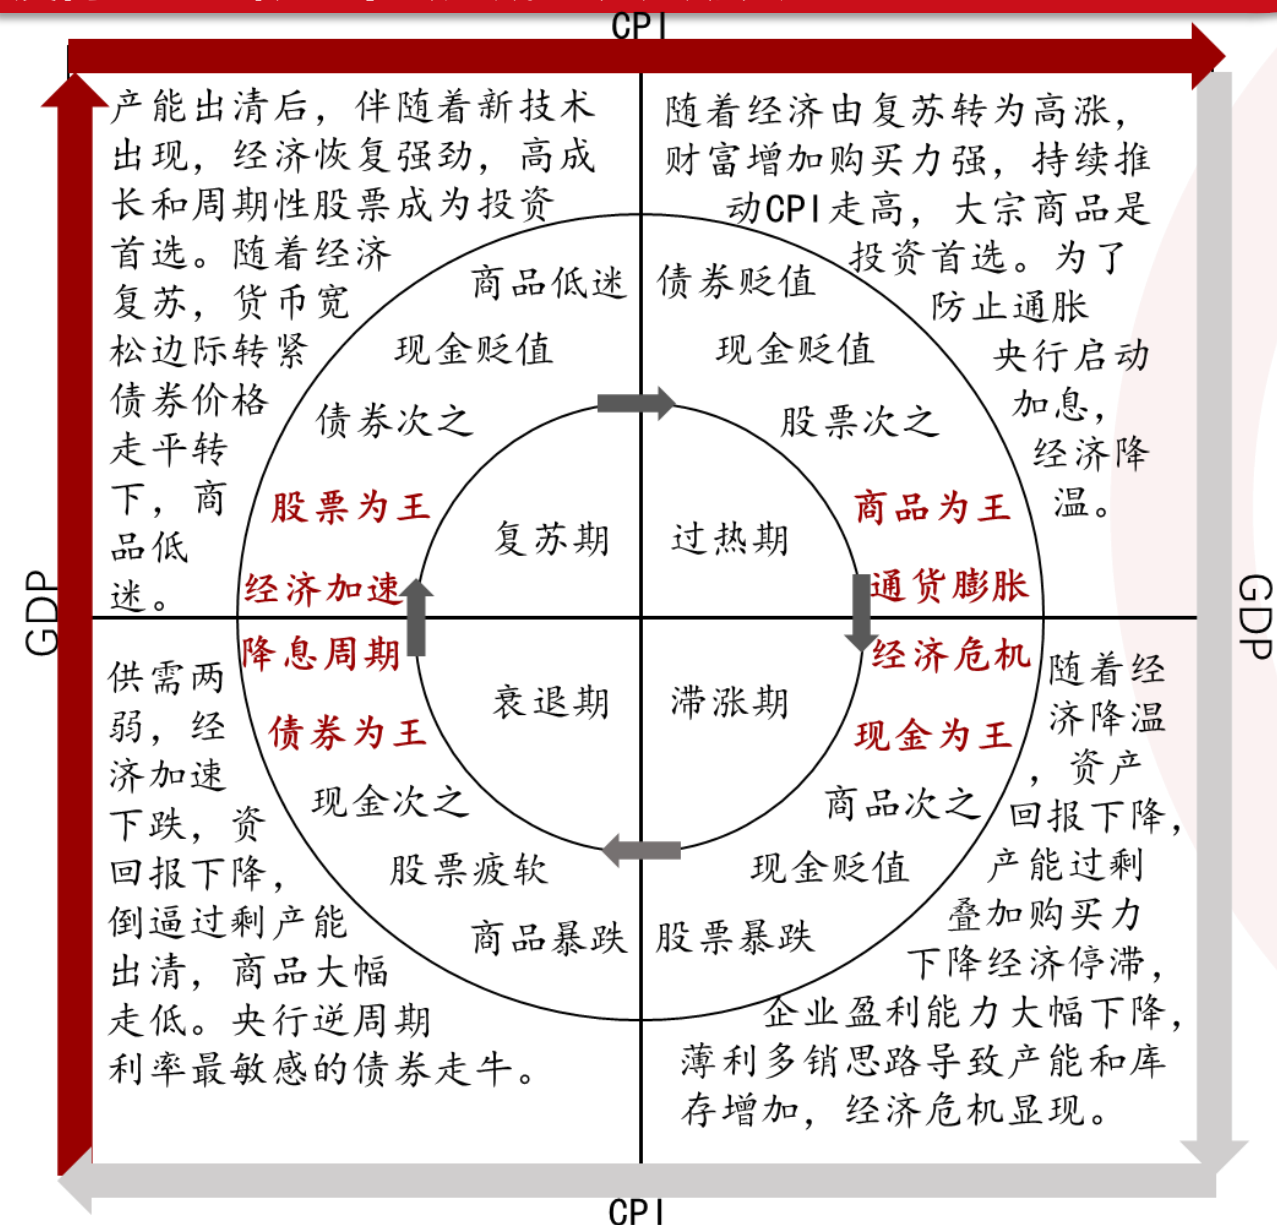 CPI
产能出清后，伴随着新技术
出现，经济恢复强劲，高成
长和周期性股票成为投资
首选。随着经济
复苏，货币宽
松边际转紧
债券价格
走平转
下，商
品低
迷。
随着经济由复苏转为高涨，
财富增加购买力强，持续推
动CPI走高，大宗商品是
投资首选。为了
防止通胀
央行启动
加息，
经济降
温。
商品低迷
现金贬值
债券次之
股票为王
经济加速
复苏期
债券贬值
现金贬值
股票次之
商品为王
通货膨胀
过热期
GDP
GDP
降息周期
债券为王
现金次之
股票疲软
商品暴跌
衰退期
经济危机
现金为王
商品次之
现金贬值
股票暴跌
滞涨期
供需两
弱，经
济加速
下跌，资
回报下降，
倒逼过剩产能
出清，商品大幅
走低。央行逆周期
利率最敏感的债券走牛。
随着经
济降温
，资产
回报下降，
产能过剩
叠加购买力
下降经济停滞，
企业盈利能力大幅下降，
薄利多销思路导致产能和库
存增加，经济危机显现。
CPI